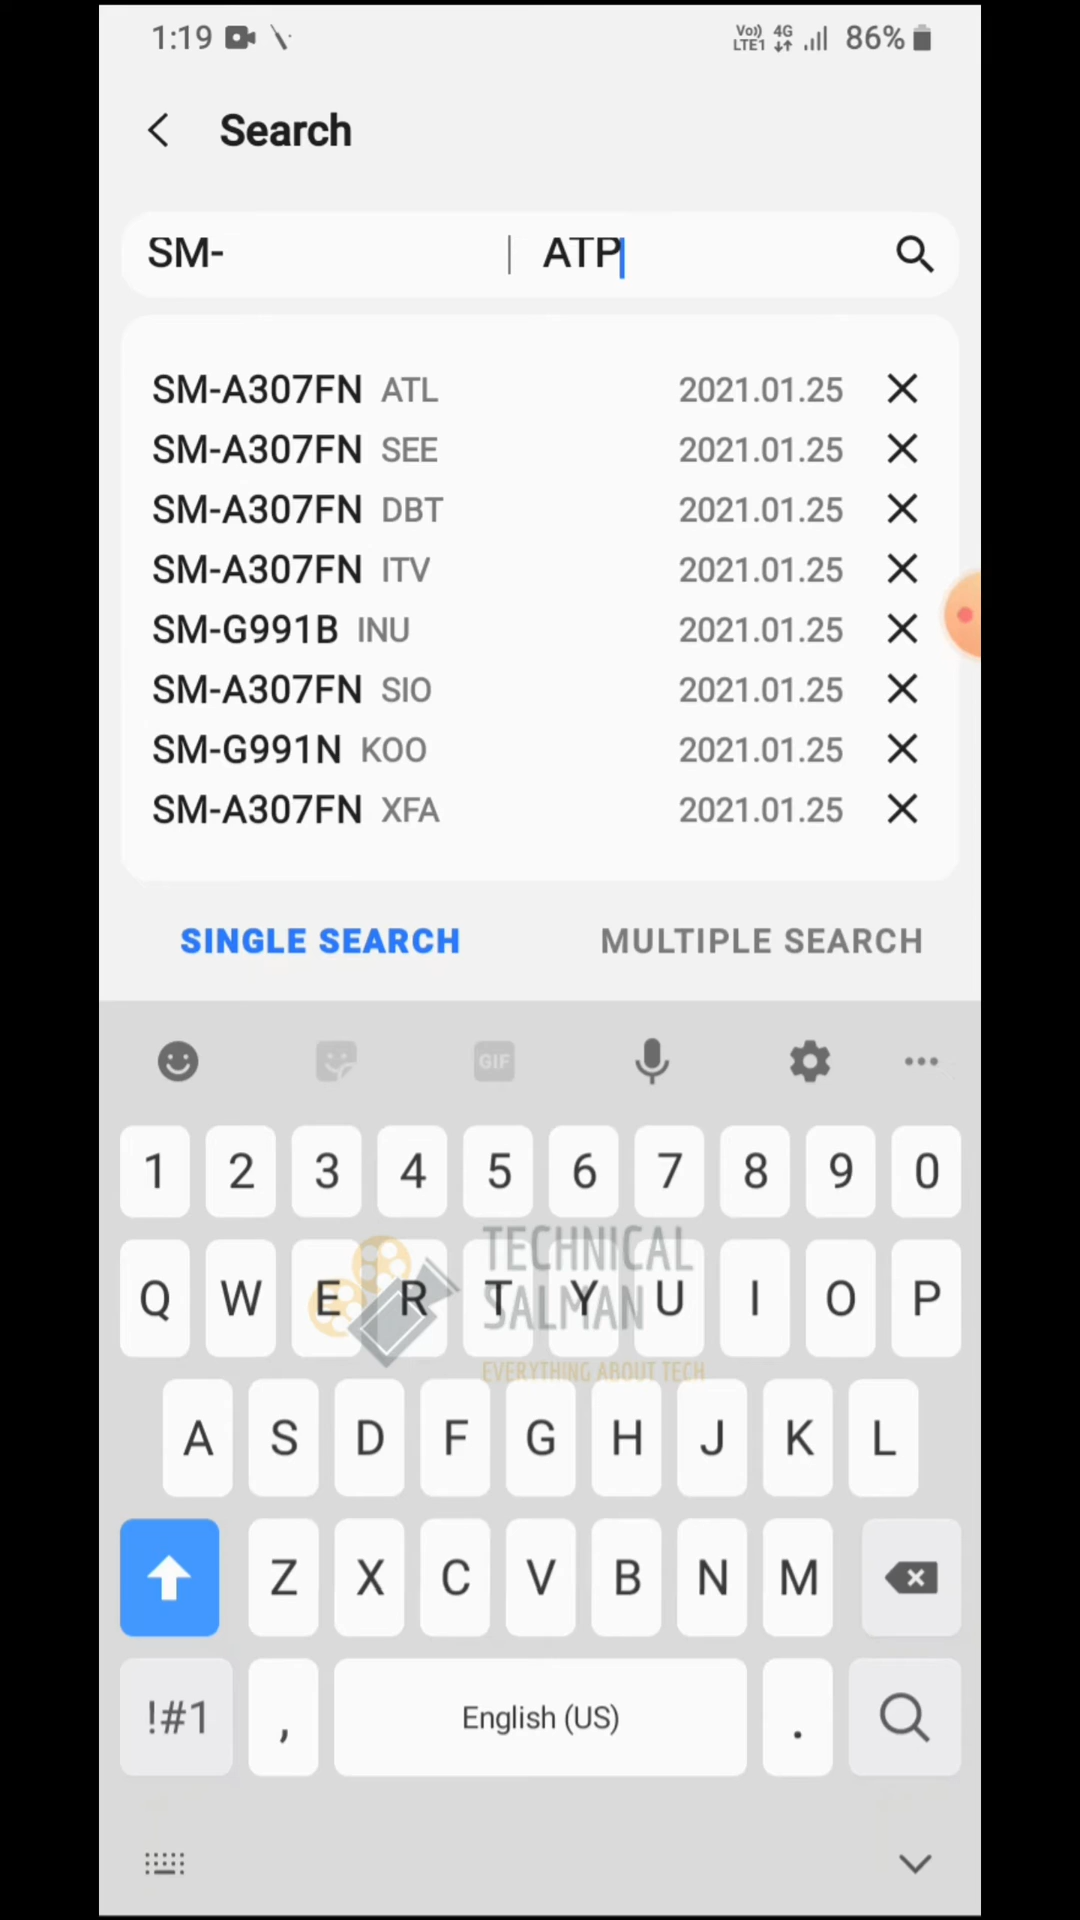 1:19 Vo)) LTE1 4G 86%
Search
SM- | ATP
SM-A307FN ATL 2021.01.25
SM-A307FN SEE 2021.01.25
SM-A307FN DBT 2021.01.25
SM-A307FN ITV 2021.01.25
SM-G991B INU 2021.01.25
SM-A307FN SIO 2021.01.25
SM-G991N KOO 2021.01.25
SM-A307FN XFA 2021.01.25
SINGLE SEARCH MULTIPLE SEARCH
GIF
1 2 3 4 5 6 7 8 9 0
TECHNICAL
Q W E R T Y U I O P
SALMAN
EVERYTHING ABOUT TECH
A S D F G H J K L
Z X C V B N M
!#1 , English (US) .